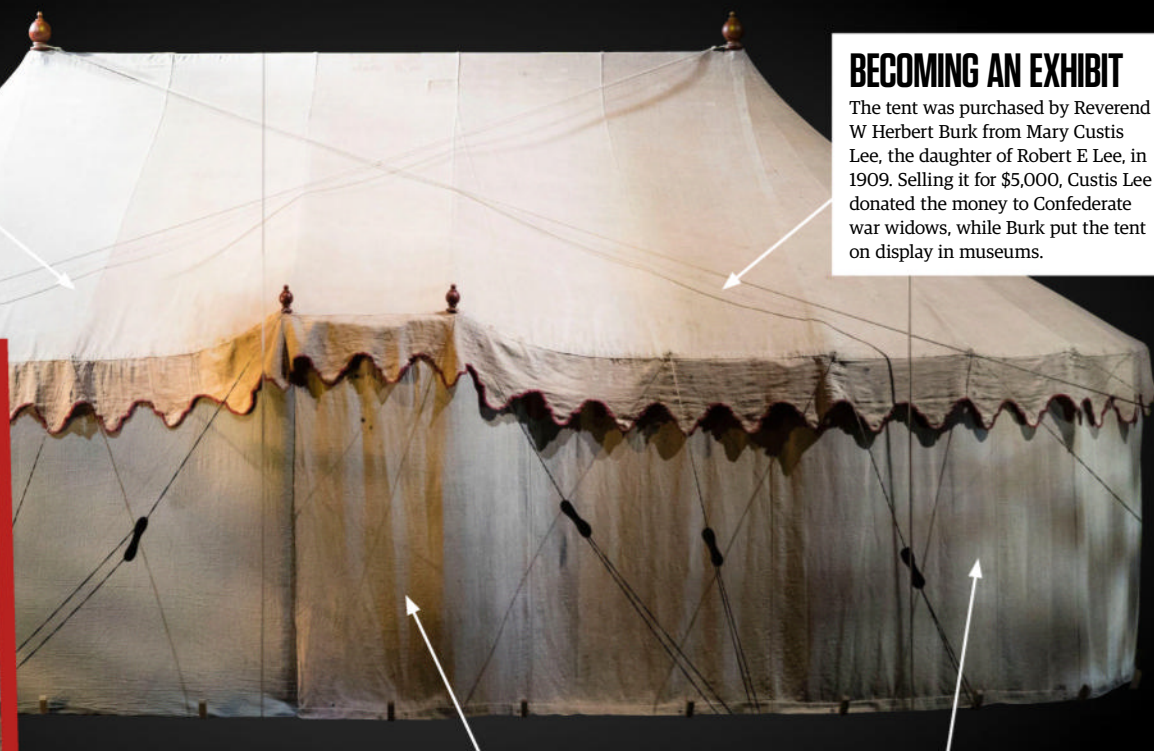 BECOMING AN EXHIBIT
The tent was purchased by Reverend
W Herbert Burk from Mary Custis
Lee, the daughter of Robert E Lee, in
1909. Selling it for $5,000, Custis Lee
donated the money to Confederate
war widows, while Burk put the tent
on display in museums.